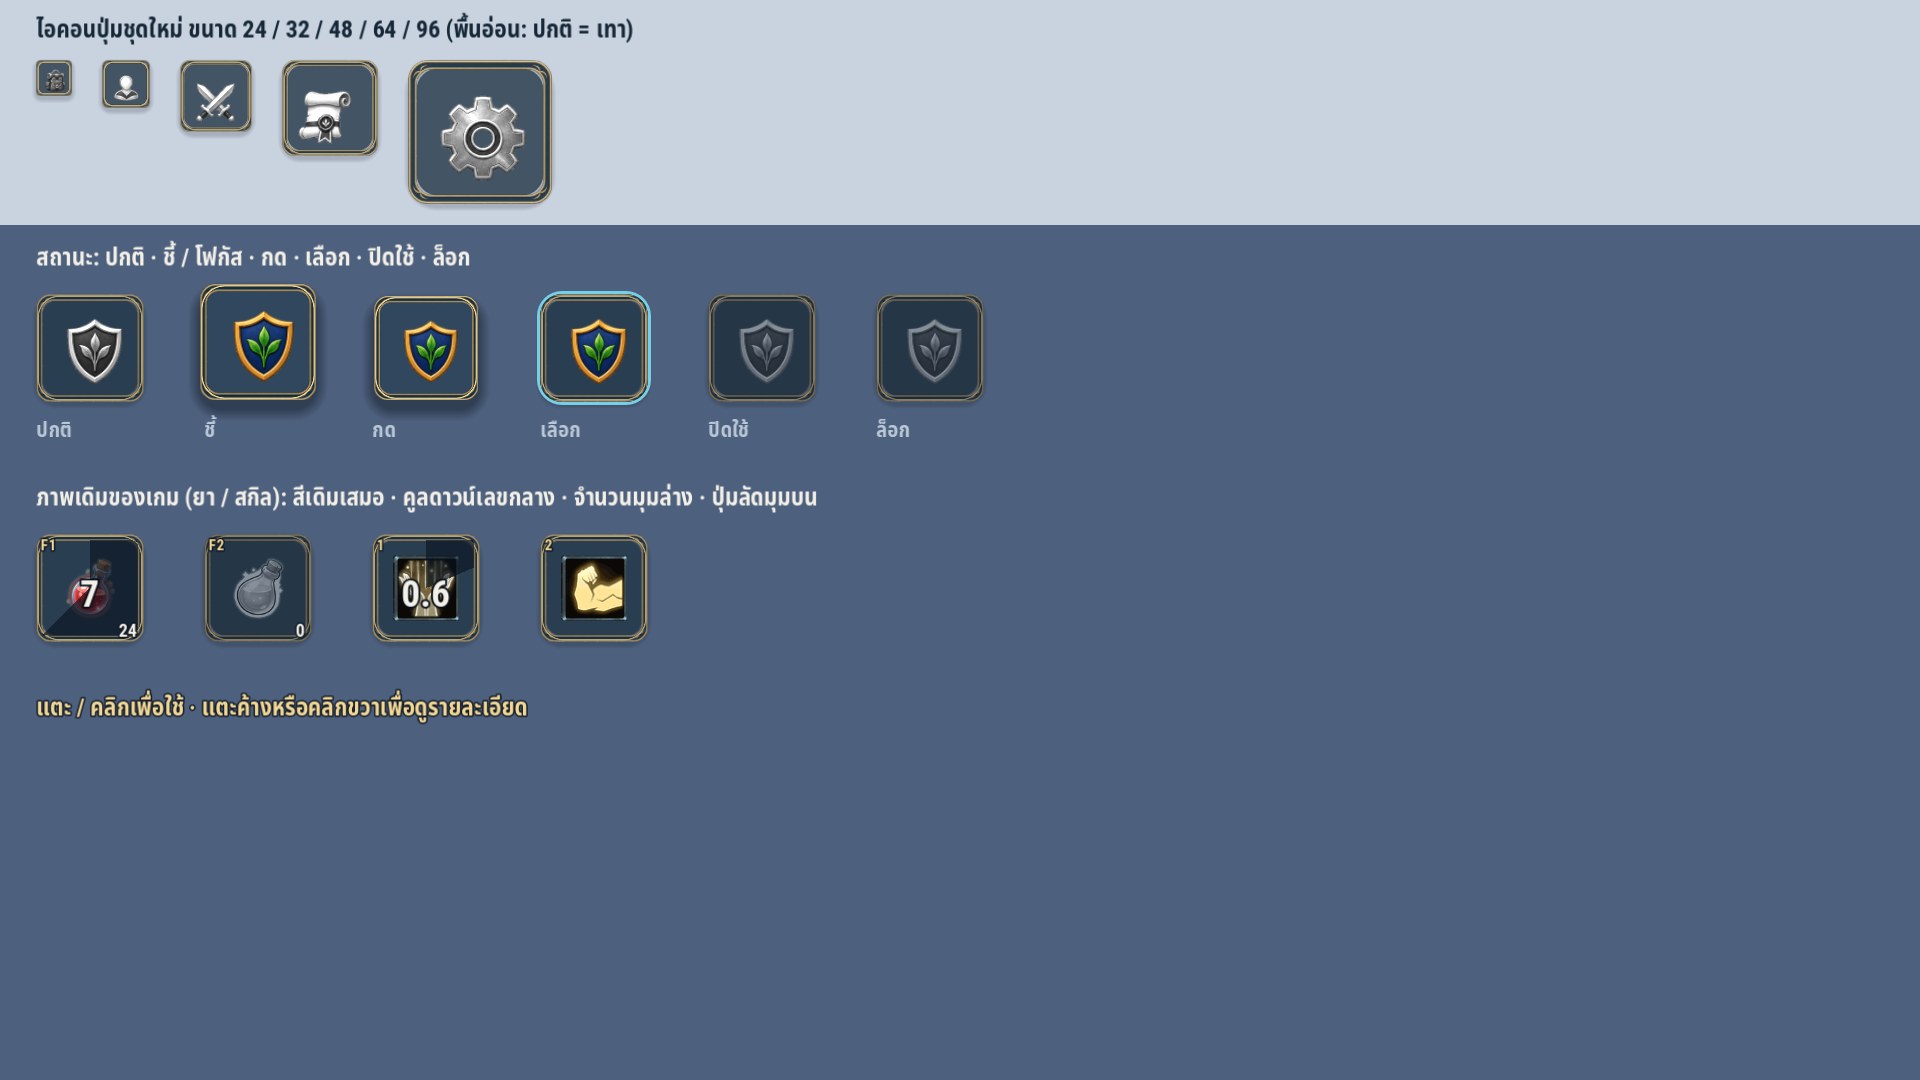 ไอคอนปุ่มชุดใหม่ ขนาด 24 / 32 / 48 / 64 / 96 (พื้นอ่อน: ปกติ = เทา)
สถานะ: ปกติ · ชี้ / โฟกัส · กด · เลือก · ปิดใช้ · ล็อก
ปกติ
ชี้
กด
เลือก
ปิดใช้
ล็อก
ภาพเดิมของเกม (ยา / สกิล): สีเดิมเสมอ · คูลดาวน์เลขกลาง · จำนวนมุมล่าง · ปุ่มลัดมุมบน
F1
7
24
F2
0
1
0.6
2
แตะ / คลิกเพื่อใช้ · แตะค้างหรือคลิกขวาเพื่อดูรายละเอียด